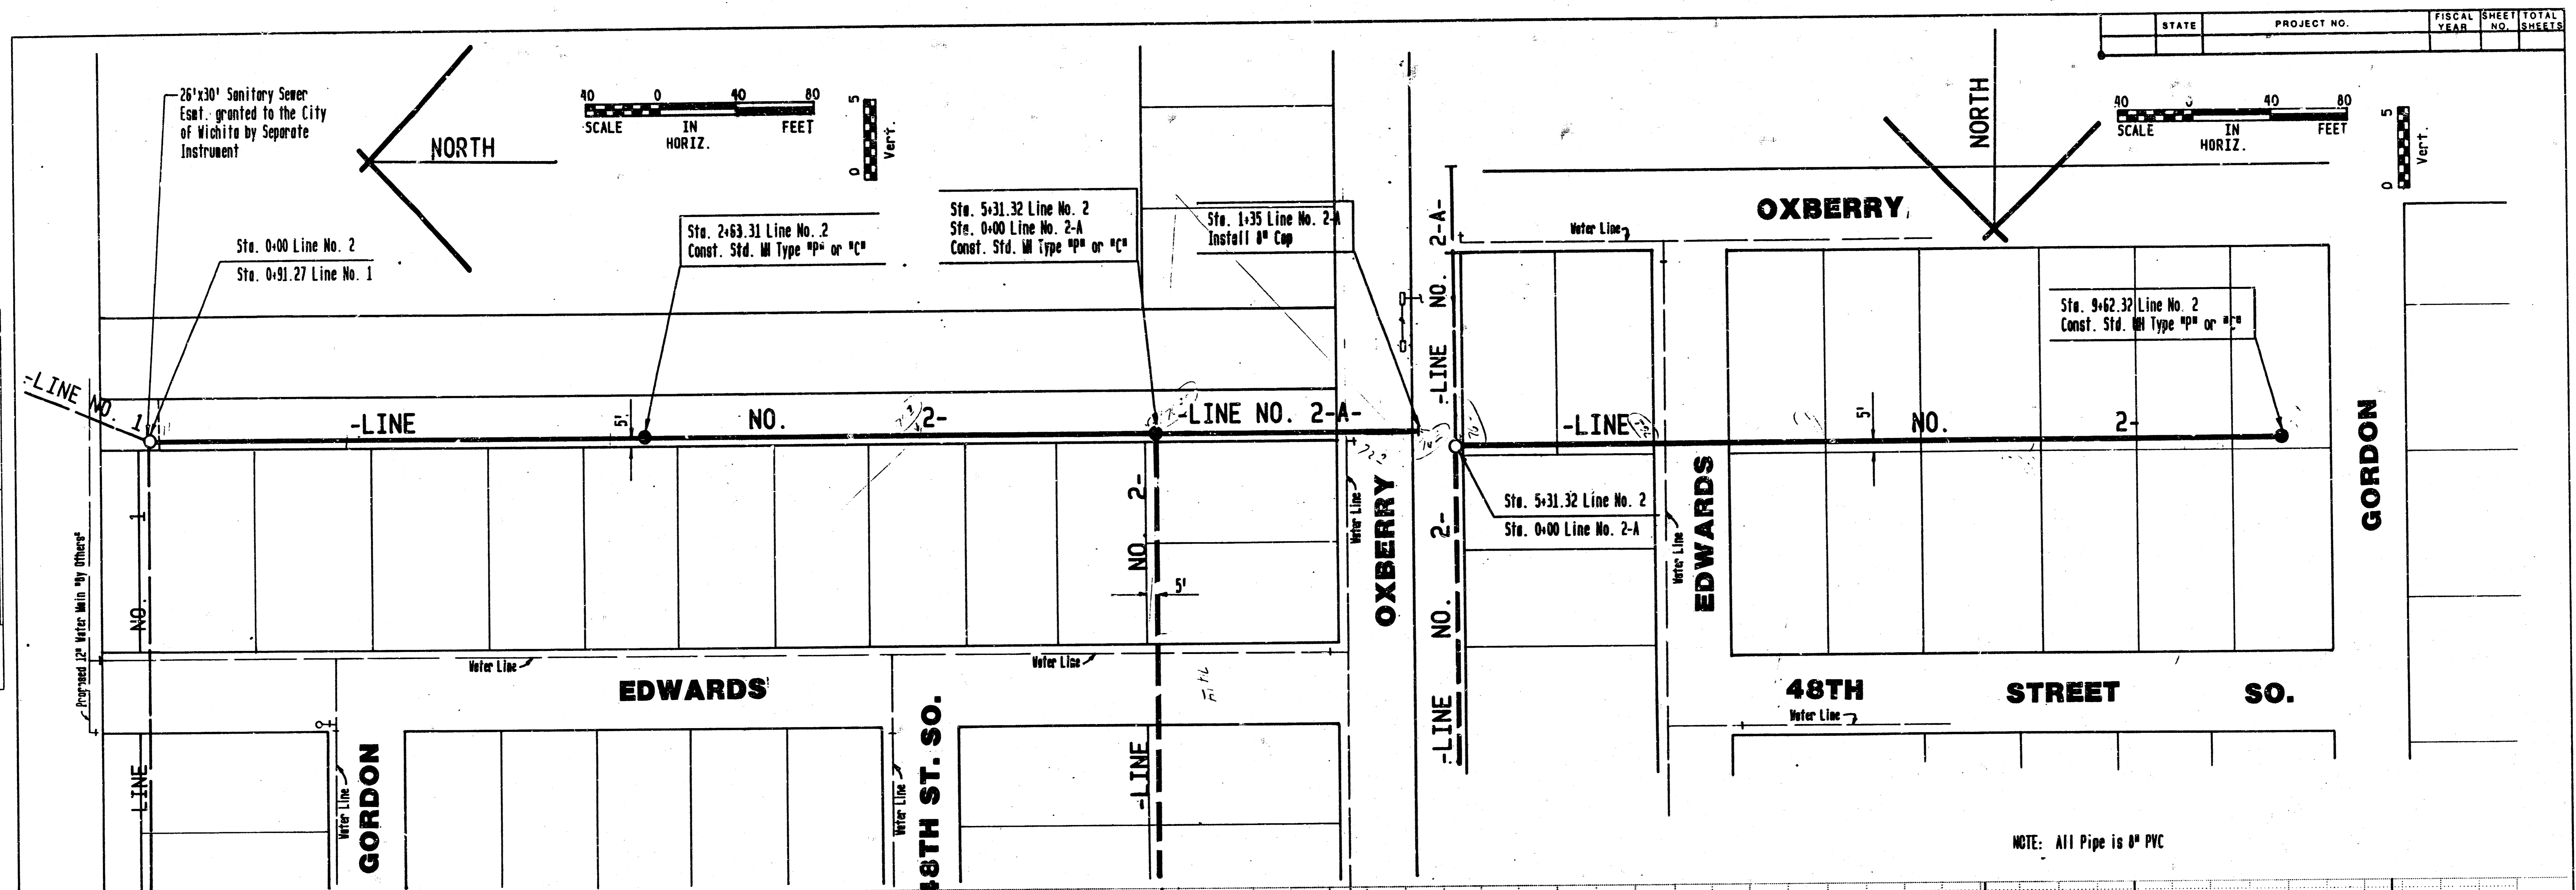 STATE
PROJECT NO.
FISCAL YEAR
SHEET NO.
TOTAL SHEETS
26'x30' Sanitary Sewer
Esmt. granted to the City
of Wichita by Separate
Instrument
NORTH
40 0 40 80
SCALE IN FEET
HORIZ.
5
0
Vert.
Sta. 0+00 Line No. 2
Sta. 0+91.27 Line No. 1
Sta. 2+63.31 Line No. 2
Const. Std. MH Type "P" or "C"
Sta. 5+31.32 Line No. 2
Sta. 0+00 Line No. 2-A
Const. Std. MH Type "P" or "C"
Sta. 1+35 Line No. 2-A
Install 8" Cap
-LINE NO. 1
-LINE NO. 2-
5'
-LINE NO. 2-A-
LINE NO. 1
Proposed 12" Water Main "By Others"
-LINE NO. 2-
5'
Water Line
Water Line
Water Line
EDWARDS
Water Line
GORDON
Water Line
48TH ST. SO.
OXBERRY
NORTH
40 0 40 80
SCALE IN FEET
HORIZ.
5
0
Vert.
OXBERRY
Water Line
-LINE NO. 2-A-
Sta. 9+62.32 Line No. 2
Const. Std. MH Type "P" or "C"
-LINE NO. 2-
5'
Sta. 5+31.32 Line No. 2
Sta. 0+00 Line No. 2-A
-LINE NO. 2-
Water Line
EDWARDS
GORDON
48TH STREET SO.
Water Line
NOTE: All Pipe is 8" PVC